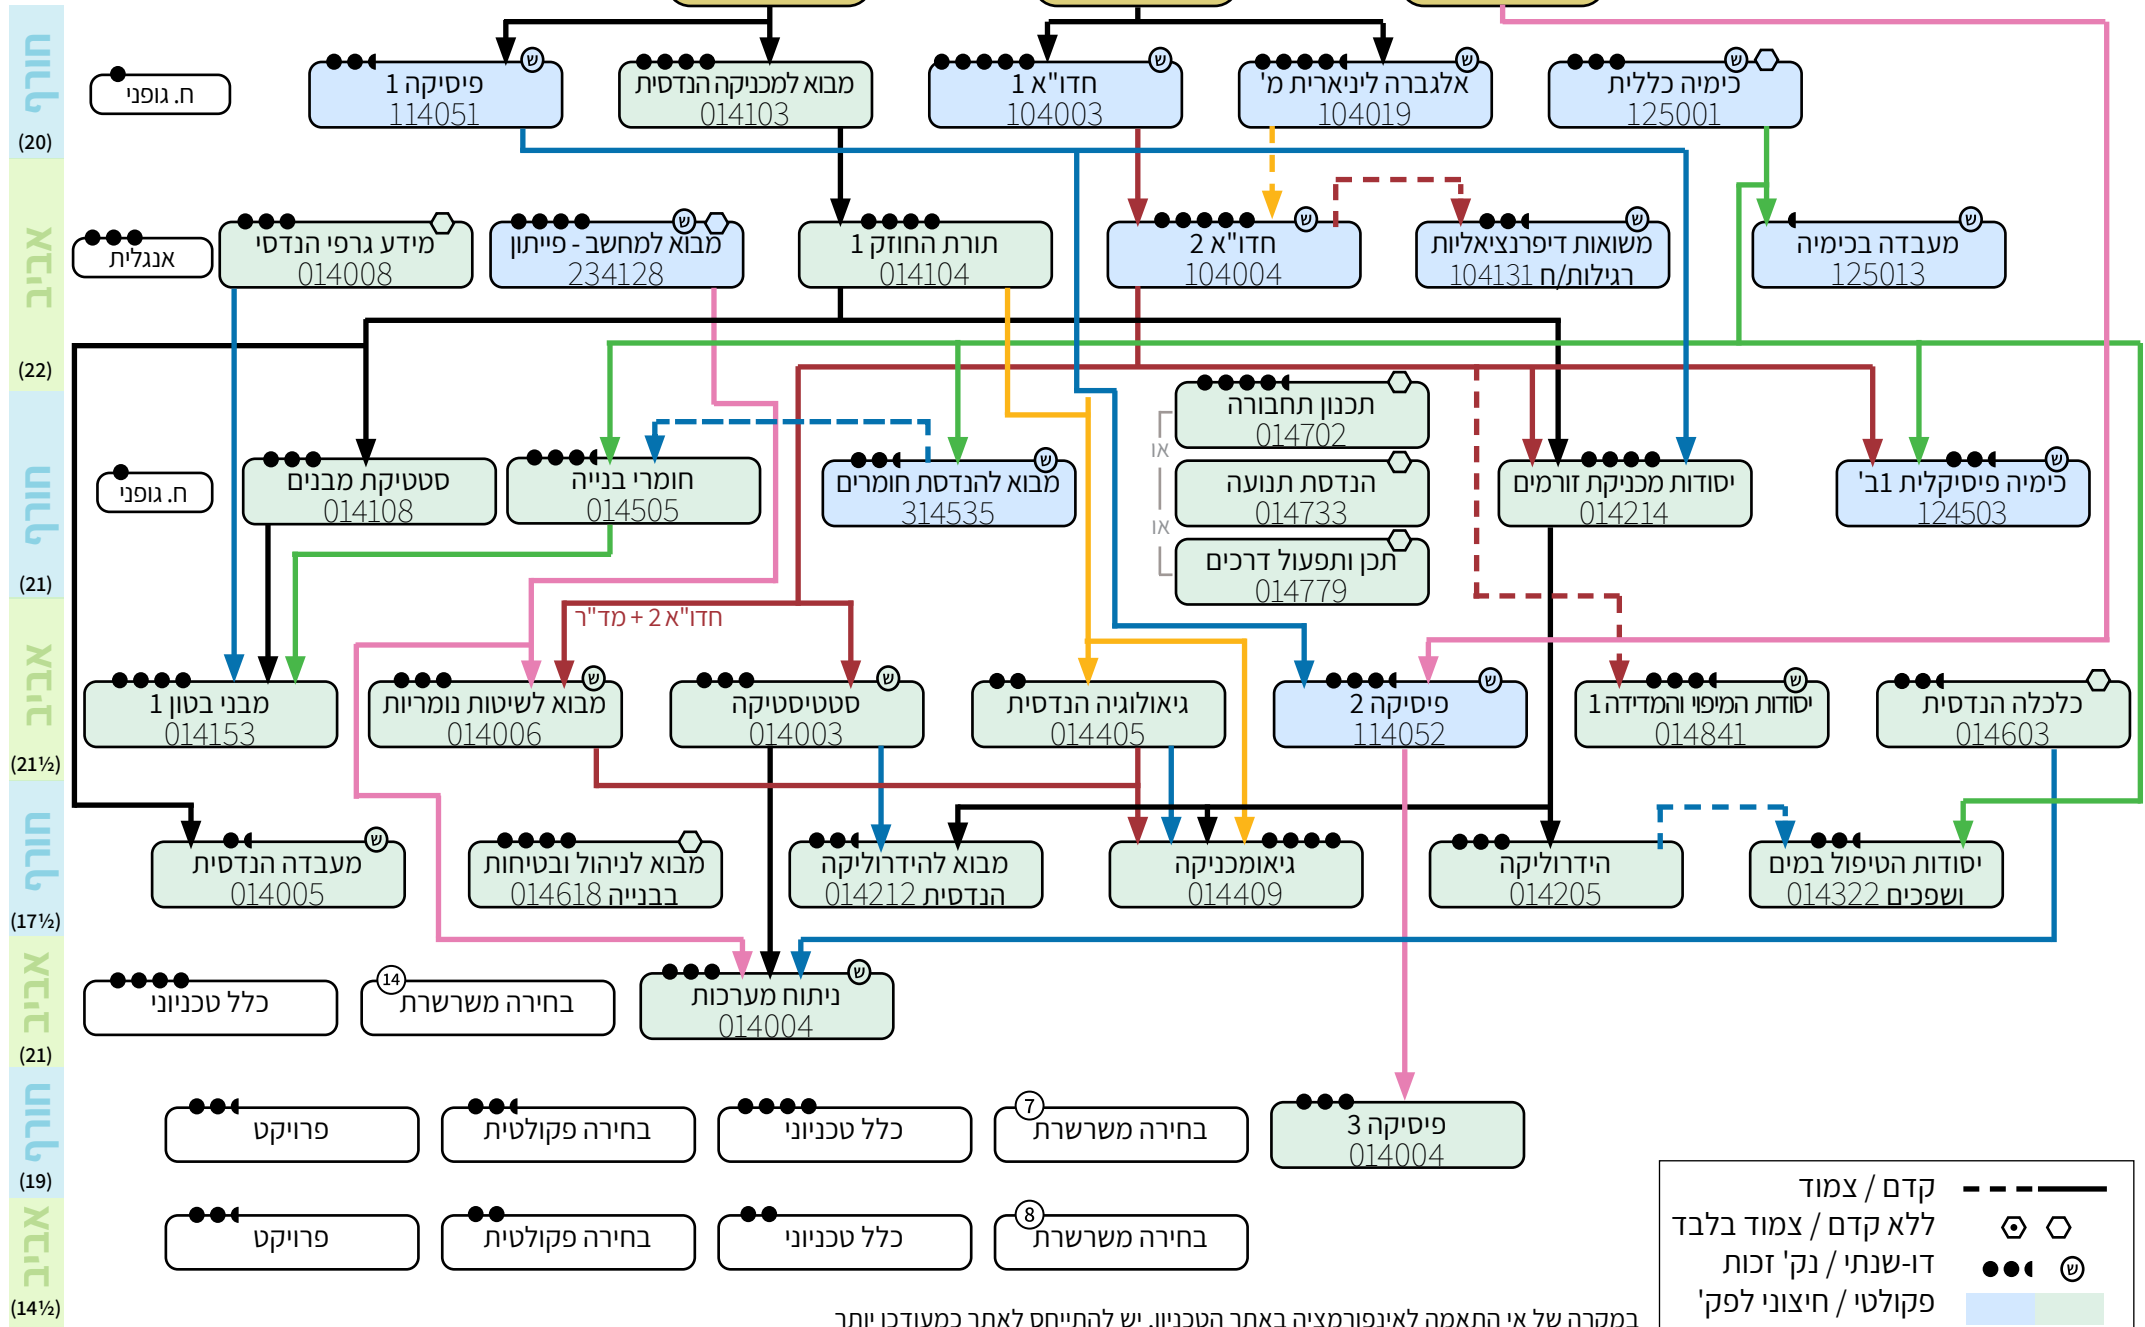 חורף
(20)
ח. גופני
פיסיקה 1
114051
מבוא למכניקה הנדסית
014103
חדו"א 1
104003
אלגברה ליניארית מ'
104019
כימיה כללית
125001
ש
ש
ש
ש
אביב
(22)
אנגלית
מידע גרפי הנדסי
014008
מבוא למחשב - פייתון
234128
תורת החוזק 1
014104
חדו"א 2
104004
משוואות דיפרנציאליות
רגילות/ח 104131
מעבדה בכימיה
125013
ש
ש
ש
ש
חורף
(21)
ח. גופני
סטטיקת מבנים
014108
חומרי בנייה
014505
מבוא להנדסת חומרים
314535
תכנון תחבורה
014702
או
הנדסת תנועה
014733
או
תכן ותפעול דרכים
014779
יסודות מכניקת זורמים
014214
כימיה פיסיקלית 1ב'
124503
ש
ש
אביב
(21½)
חדו"א 2 + מד"ר
מבני בטון 1
014153
מבוא לשיטות נומריות
014006
סטטיסטיקה
014003
גיאולוגיה הנדסית
014405
פיסיקה 2
114052
יסודות המיפוי והמדידה 1
014841
כלכלה הנדסית
014603
ש
ש
ש
ש
חורף
(17½)
מעבדה הנדסית
014005
מבוא לניהול ובטיחות
בבנייה 014618
מבוא להידרוליקה
הנדסית 014212
גיאומכניקה
014409
הידרוליקה
014205
יסודות הטיפול במים
ושפכים 014322
ש
אביב
(21)
כלל טכניוני
14
בחירה משרשרת
ניתוח מערכות
014004
ש
חורף
(19)
פרויקט
בחירה פקולטית
כלל טכניוני
7
בחירה משרשרת
פיסיקה 3
014004
אביב
(14½)
פרויקט
בחירה פקולטית
כלל טכניוני
8
בחירה משרשרת
קדם / צמוד
ללא קדם / צמוד בלבד
דו-שנתי / נק' זכות
ש
פקולטי / חיצוני לפק'
במקרה של אי התאמה לאינפורמציה באתר הטכניון, יש להתייחס לאתר כמעודכן יותר